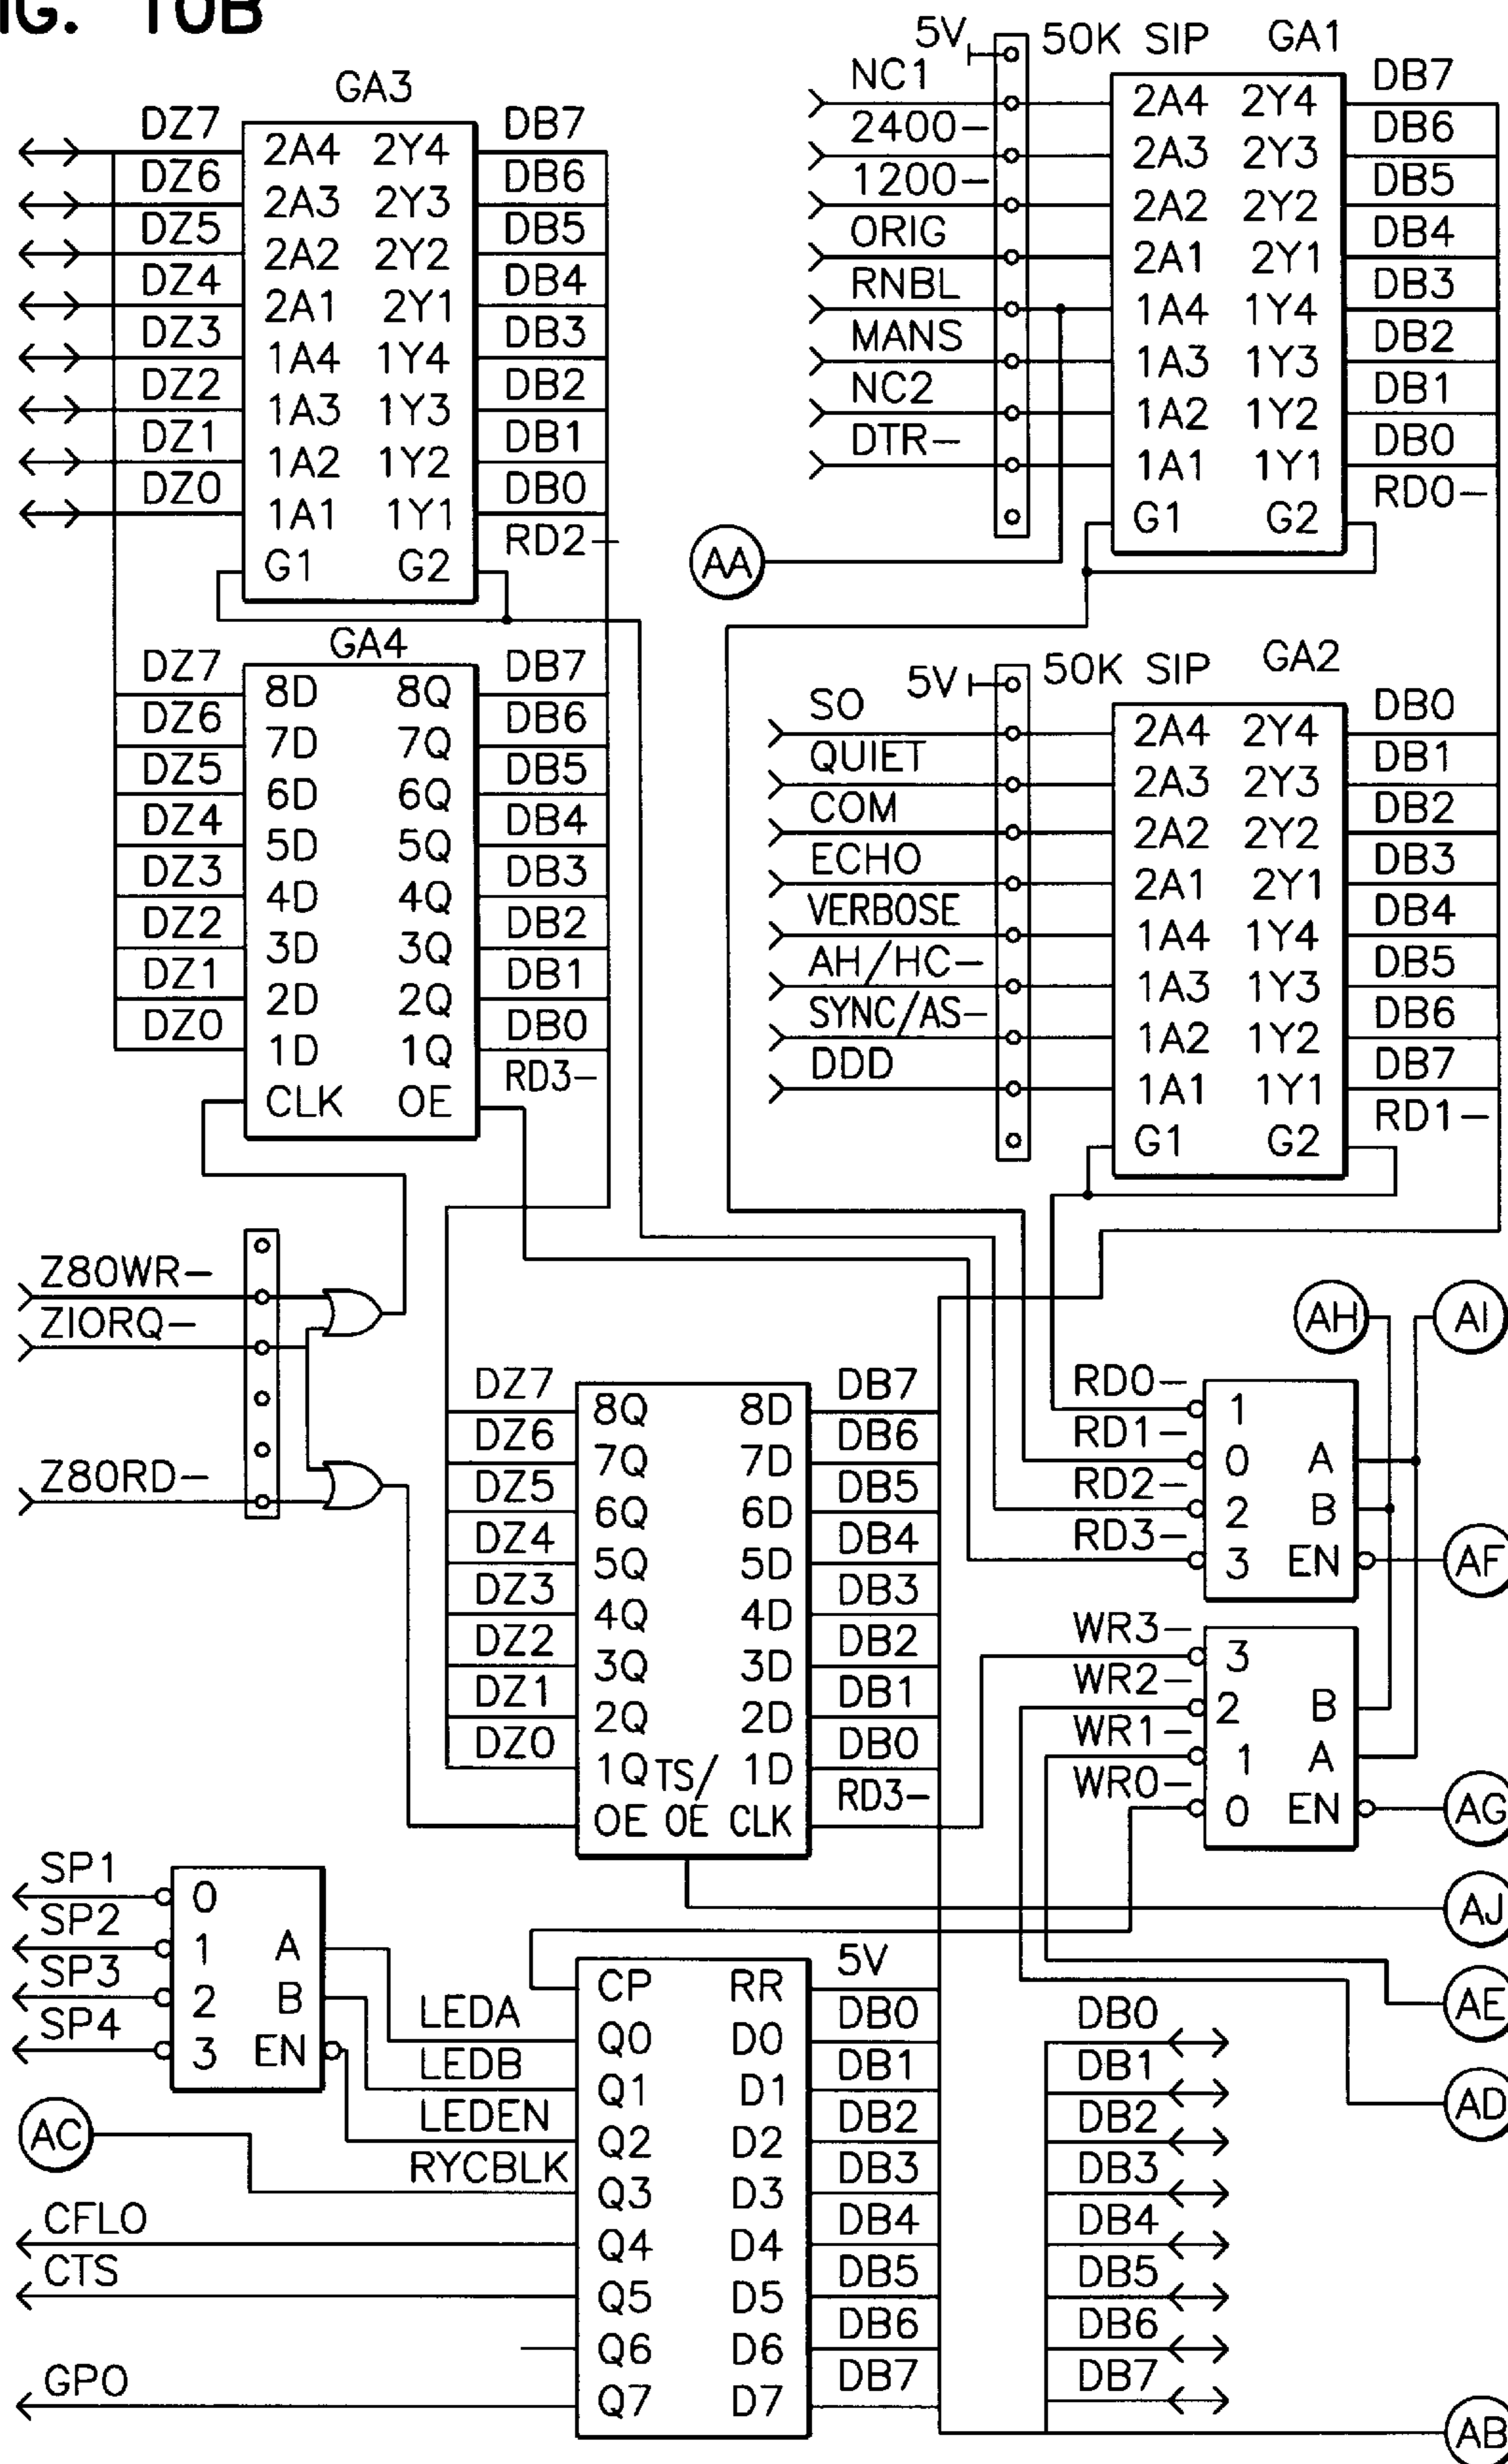 IG. 10B
GA3
DZ7 2A4 2Y4 DB7
DZ6 2A3 2Y3 DB6
DZ5 2A2 2Y2 DB5
DZ4 2A1 2Y1 DB4
DZ3 1A4 1Y4 DB3
DZ2 1A3 1Y3 DB2
DZ1 1A2 1Y2 DB1
DZ0 1A1 1Y1 DB0
RD2-
G1 G2
GA4
DZ7 8D 8Q DB7
DZ6 7D 7Q DB6
DZ5 6D 6Q DB5
DZ4 5D 5Q DB4
DZ3 4D 4Q DB3
DZ2 3D 3Q DB2
DZ1 2D 2Q DB1
DZ0 1D 1Q DB0
RD3-
CLK OE
5V 50K SIP GA1
NC1 2A4 2Y4 DB7
2400- 2A3 2Y3 DB6
1200- 2A2 2Y2 DB5
ORIG 2A1 2Y1 DB4
RNBL 1A4 1Y4 DB3
MANS 1A3 1Y3 DB2
NC2 1A2 1Y2 DB1
DTR- 1A1 1Y1 DB0
RD0-
G1 G2
AA
5V 50K SIP GA2
SO 2A4 2Y4 DB0
QUIET 2A3 2Y3 DB1
COM 2A2 2Y2 DB2
ECHO 2A1 2Y1 DB3
VERBOSE 1A4 1Y4 DB4
AH/HC- 1A3 1Y3 DB5
SYNC/AS- 1A2 1Y2 DB6
DDD 1A1 1Y1 DB7
RD1-
G1 G2
Z80WR-
ZIORQ-
Z80RD-
DZ7 8Q 8D DB7
DZ6 7Q 7D DB6
DZ5 6Q 6D DB5
DZ4 5Q 5D DB4
DZ3 4Q 4D DB3
DZ2 3Q 3D DB2
DZ1 2Q 2D DB1
DZ0 1Q TS/ 1D DB0
RD3-
OE OE CLK
AH AI
RD0- 1
RD1- 0 A
RD2- 2 B
RD3- 3 EN AF
WR3- 3
WR2- 2 B
WR1- 1 A
WR0- 0 EN AG
AJ
AE
AD
SP1 0
SP2 1 A
SP3 2 B
SP4 3 EN
AC
CP RR 5V
LEDA Q0 D0 DB0
LEDB Q1 D1 DB1
LEDEN Q2 D2 DB2
RYCBLK Q3 D3 DB3
CFLO Q4 D4 DB4
CTS Q5 D5 DB5
Q6 D6 DB6
GPO Q7 D7 DB7
DB0
DB1
DB2
DB3
DB4
DB5
DB6
DB7
AB